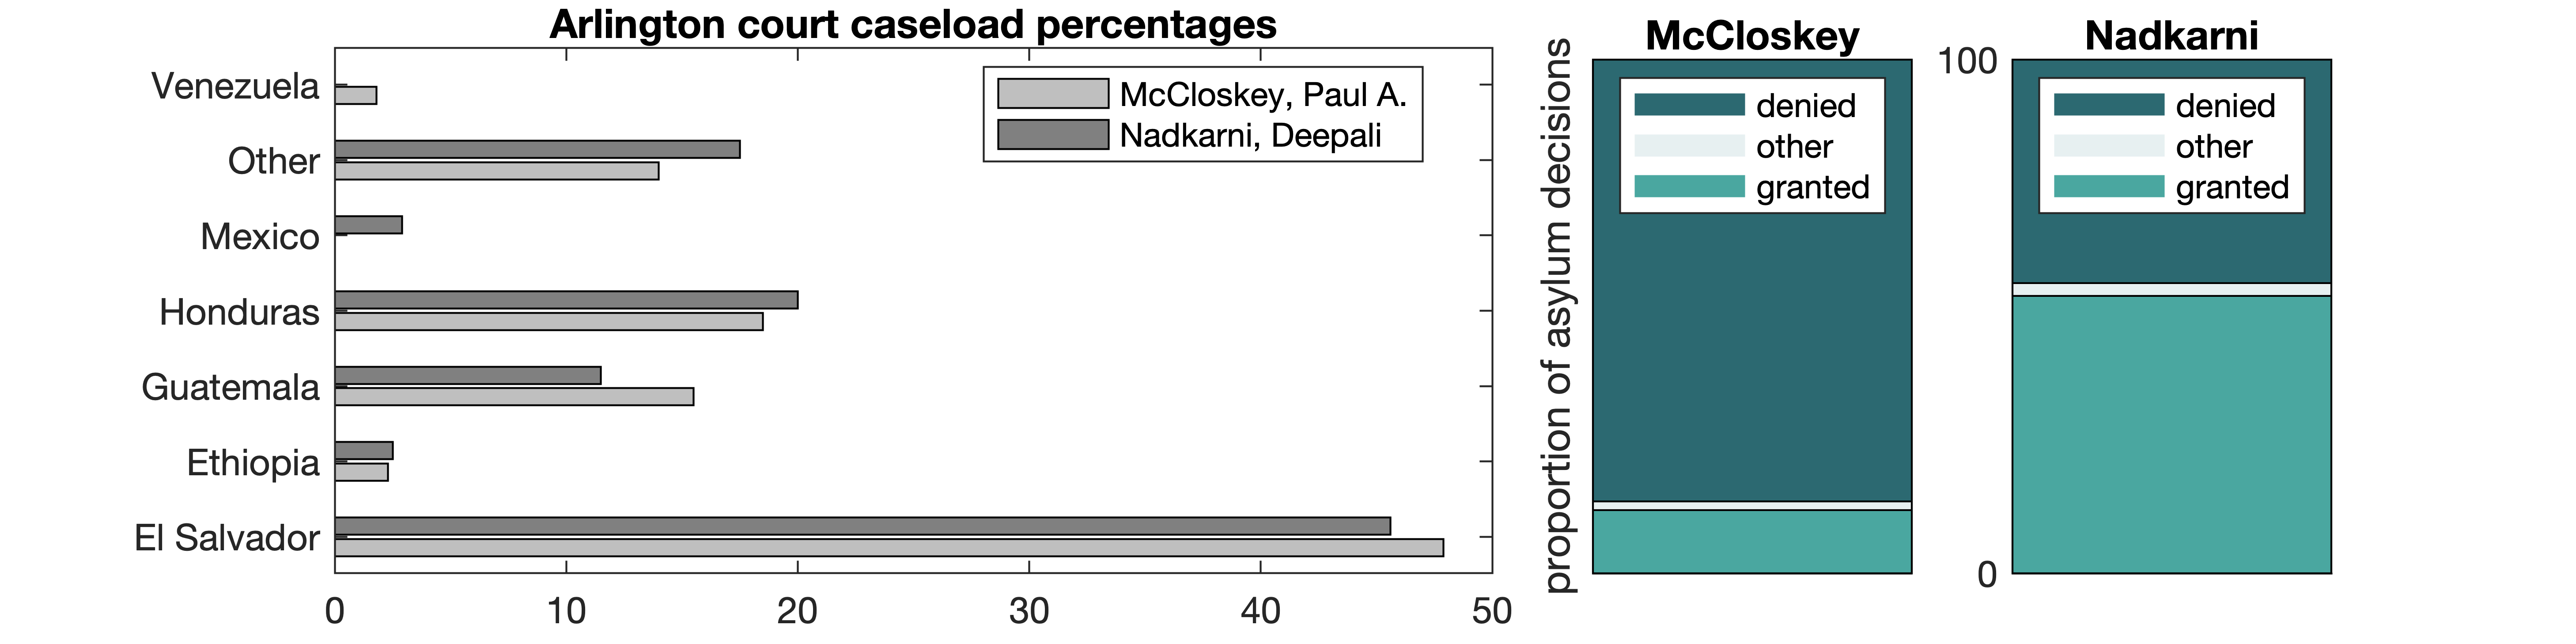 Arlington court caseload percentages
Venezuela
Other
Mexico
Honduras
Guatemala
Ethiopia
El Salvador
0 10 20 30 40 50
McCloskey, Paul A.
Nadkarni, Deepali
proportion of asylum decisions
McCloskey
denied
other
granted
Nadkarni
100
0
denied
other
granted